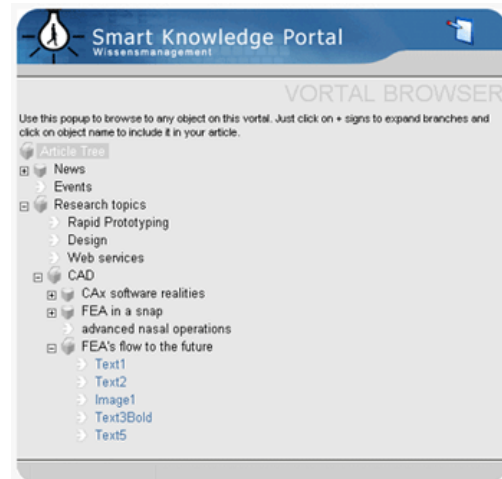 Smart Knowledge Portal
Wissensmanagement
VORTAL BROWSER
Use this popup to browse to any object on this vortal. Just click on + signs to expand branches and
click on object name to include it in your article.
Article Tree
News
Events
Research topics
Rapid Prototyping
Design
Web services
CAD
CAx software realities
FEA in a snap
advanced nasal operations
FEA's flow to the future
Text1
Text2
Image1
Text3Bold
Text5